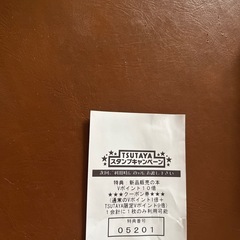 TSUTAYA
スタンプキャンペーン
特典 新品販売の本
Vポイント10倍
★★★クーポン券★★★
(通常のVポイント1倍+
TSUTAYA限定Vポイント9倍)
1会計に1枚のみ利用可能
特典番号
05201